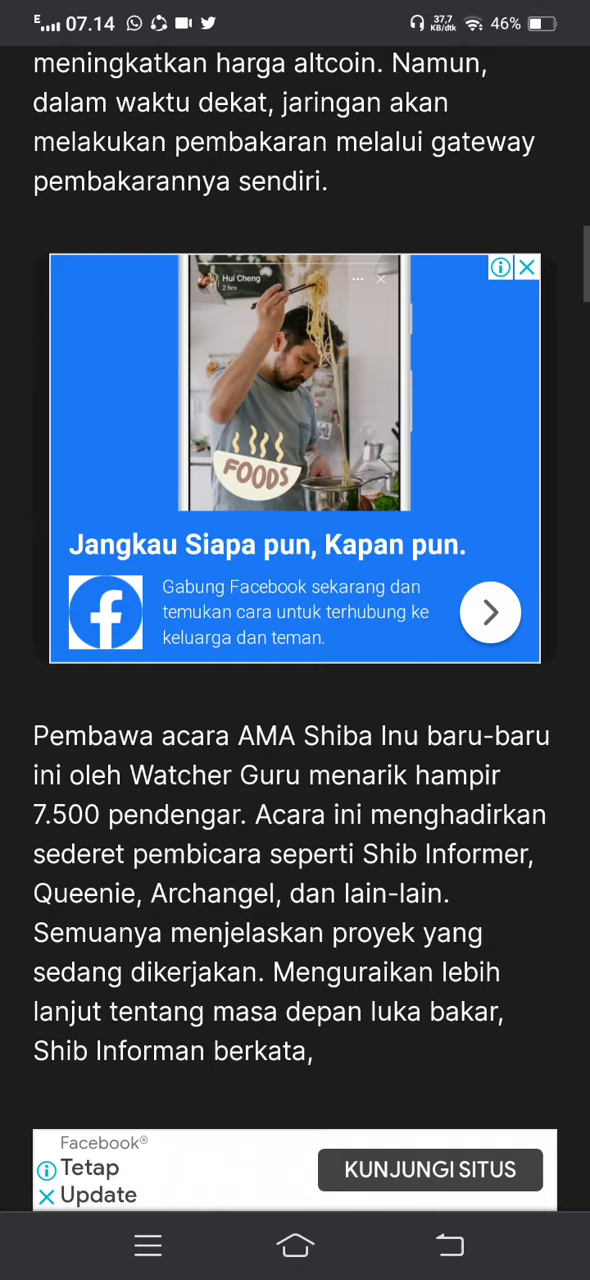 E 07.14 37,7 KB/dtk 46%
meningkatkan harga altcoin. Namun,
dalam waktu dekat, jaringan akan
melakukan pembakaran melalui gateway
pembakarannya sendiri.
Hui Cheng
2 hrs
FOODS
Jangkau Siapa pun, Kapan pun.
Gabung Facebook sekarang dan
temukan cara untuk terhubung ke
keluarga dan teman.
Pembawa acara AMA Shiba Inu baru-baru
ini oleh Watcher Guru menarik hampir
7.500 pendengar. Acara ini menghadirkan
sederet pembicara seperti Shib Informer,
Queenie, Archangel, dan lain-lain.
Semuanya menjelaskan proyek yang
sedang dikerjakan. Menguraikan lebih
lanjut tentang masa depan luka bakar,
Shib Informan berkata,
Facebook®
Tetap
Update
KUNJUNGI SITUS